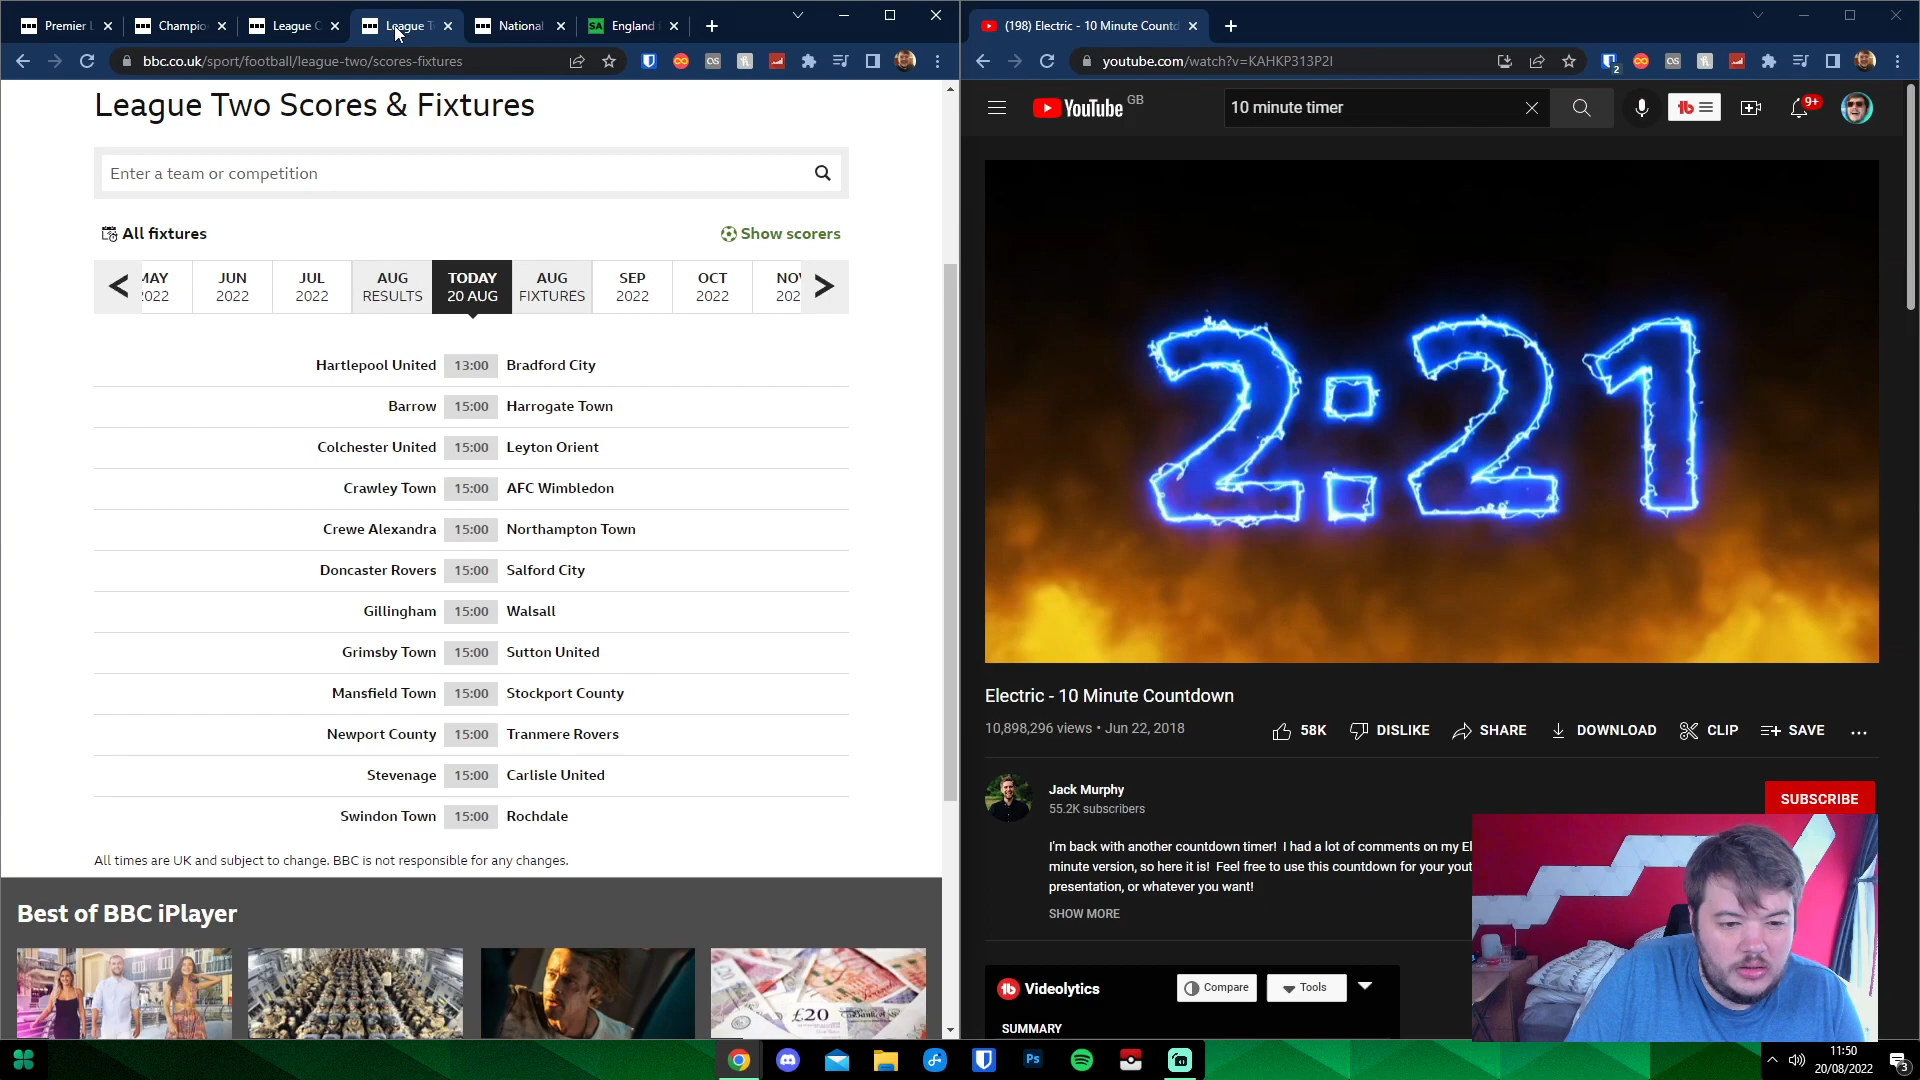 Premier L
Champio
League O
League T
National
England
bbc.co.uk/sport/football/league-two/scores-fixtures
League Two Scores & Fixtures
Enter a team or competition
All fixtures
Show scorers
MAY 2022
JUN 2022
JUL 2022
AUG RESULTS
TODAY 20 AUG
AUG FIXTURES
SEP 2022
OCT 2022
NOV 202
Hartlepool United 13:00 Bradford City
Barrow 15:00 Harrogate Town
Colchester United 15:00 Leyton Orient
Crawley Town 15:00 AFC Wimbledon
Crewe Alexandra 15:00 Northampton Town
Doncaster Rovers 15:00 Salford City
Gillingham 15:00 Walsall
Grimsby Town 15:00 Sutton United
Mansfield Town 15:00 Stockport County
Newport County 15:00 Tranmere Rovers
Stevenage 15:00 Carlisle United
Swindon Town 15:00 Rochdale
All times are UK and subject to change. BBC is not responsible for any changes.
Best of BBC iPlayer
£20
(198) Electric - 10 Minute Countd
youtube.com/watch?v=KAHKP313P2I
YouTube GB
10 minute timer
9+
2:21
Electric - 10 Minute Countdown
10,898,296 views • Jun 22, 2018
58K
DISLIKE
SHARE
DOWNLOAD
CLIP
SAVE
Jack Murphy
55.2K subscribers
SUBSCRIBE
I'm back with another countdown timer! I had a lot of comments on my El
minute version, so here it is! Feel free to use this countdown for your yout
presentation, or whatever you want!
SHOW MORE
Videolytics
Compare
Tools
SUMMARY
Ps
11:50
20/08/2022
3